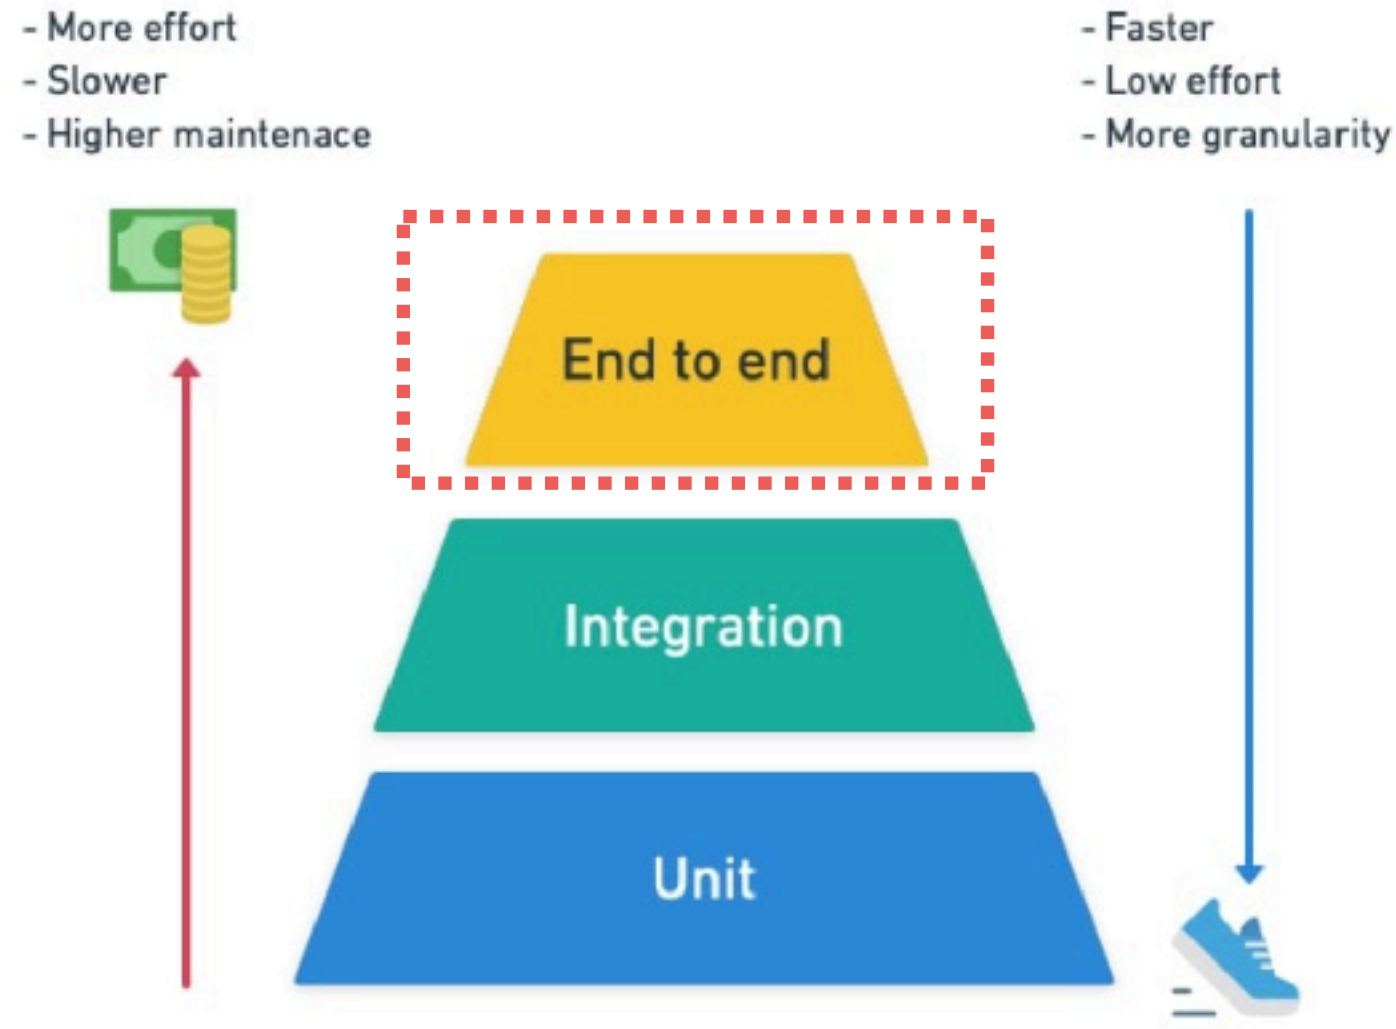 - More effort
- Slower
- Higher maintenace
- Faster
- Low effort
- More granularity
End to end
Integration
Unit